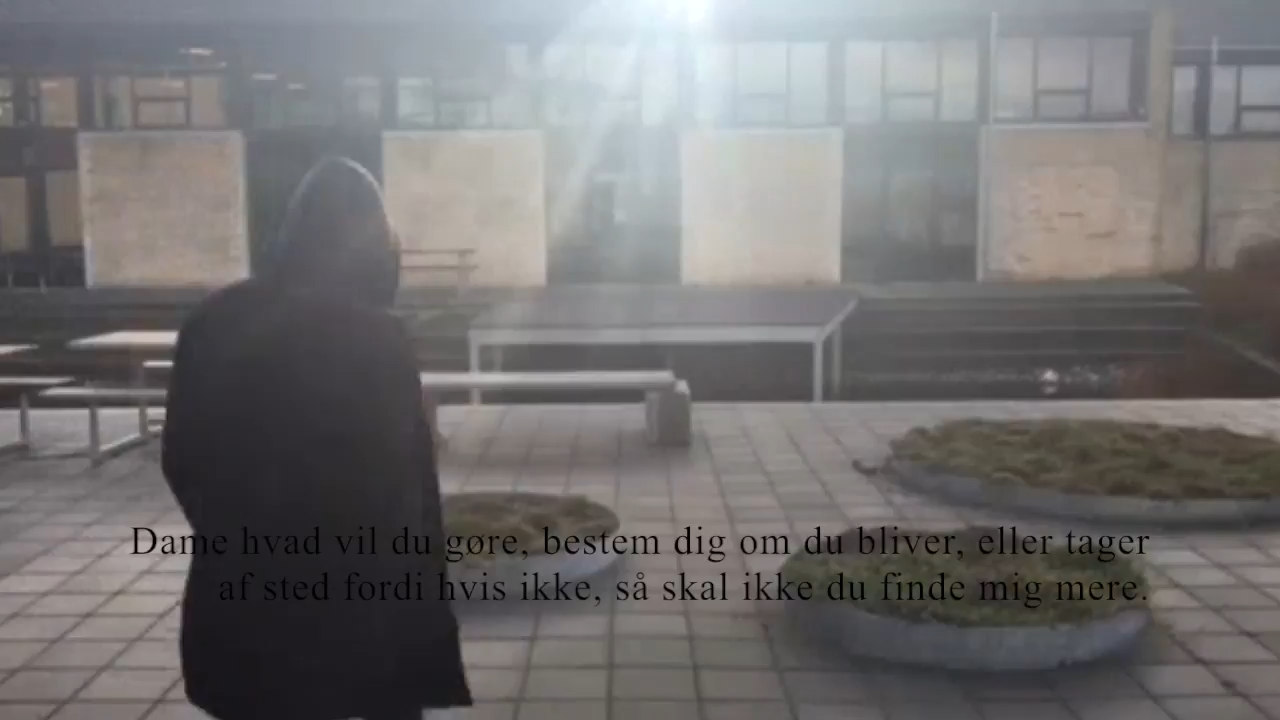 Dame hvad vil du gøre, bestem dig om du bliver, eller tager
af sted fordi hvis ikke, så skal ikke du finde mig mere.